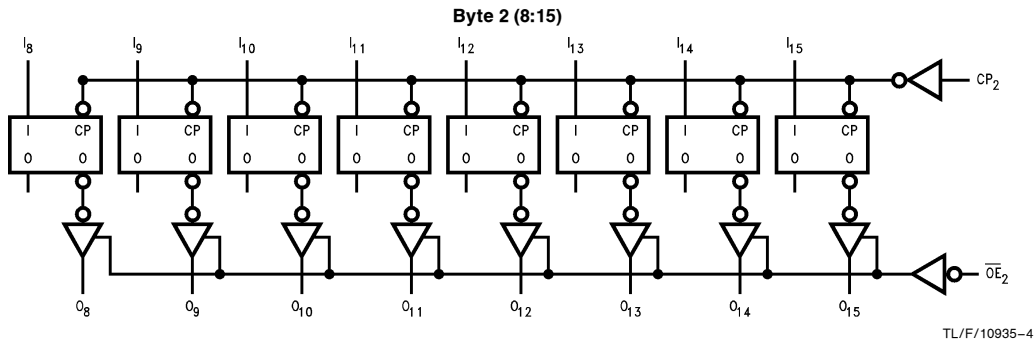 Byte 2 (8:15)
I8 I9 I10 I11 I12 I13 I14 I15
CP2
I CP I CP I CP I CP I CP I CP I CP I CP
O O O O O O O O O O O O O O O O
OE2
O8 O9 O10 O11 O12 O13 O14 O15
TL/F/10935–4